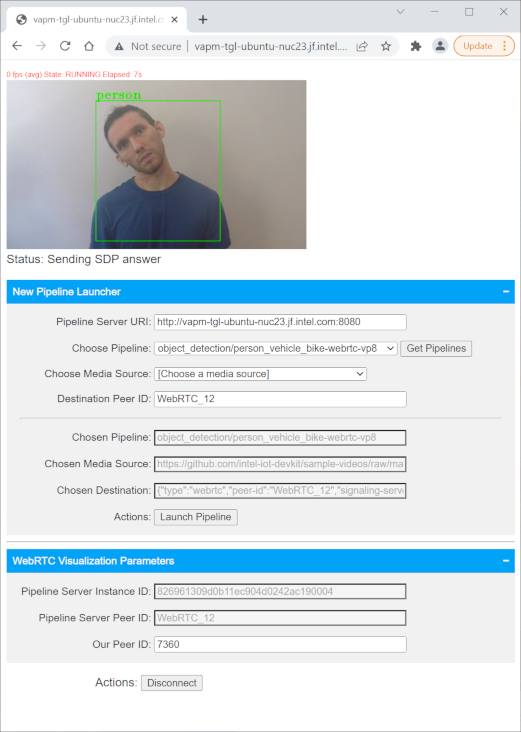 vapm-tgl-ubuntu-nuc23.jf.intel.co
Not secure | vapm-tgl-ubuntu-nuc23.jf.intel....
Update
0 fps (avg) State: RUNNING Elapsed: 7s
person
Status: Sending SDP answer
New Pipeline Launcher
Pipeline Server URI: http://vapm-tgl-ubuntu-nuc23.jf.intel.com:8080
Choose Pipeline: object_detection/person_vehicle_bike-webrtc-vp8 Get Pipelines
Choose Media Source: [Choose a media source]
Destination Peer ID: WebRTC_12
Chosen Pipeline: object_detection/person_vehicle_bike-webrtc-vp8
Chosen Media Source: https://github.com/intel-iot-devkit/sample-videos/raw/ma
Chosen Destination: {"type":"webrtc","peer-id":"WebRTC_12","signaling-serve
Actions: Launch Pipeline
WebRTC Visualization Parameters
Pipeline Server Instance ID: 826961309d0b11ec904d0242ac190004
Pipeline Server Peer ID: WebRTC_12
Our Peer ID: 7360
Actions: Disconnect